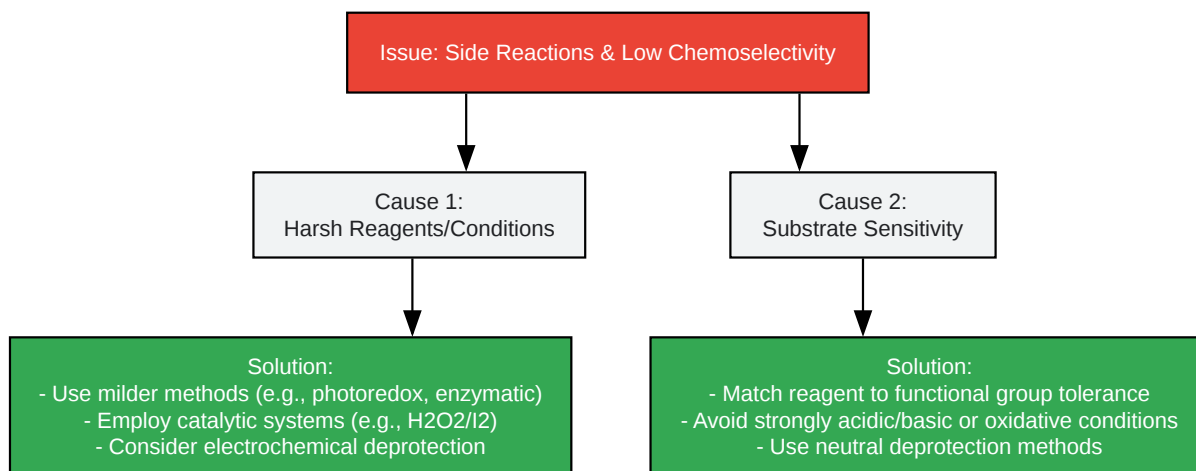 Issue: Side Reactions & Low Chemoselectivity
Cause 1:
Harsh Reagents/Conditions
Cause 2:
Substrate Sensitivity
Solution:
- Use milder methods (e.g., photoredox, enzymatic)
- Employ catalytic systems (e.g., H2O2/I2)
- Consider electrochemical deprotection
Solution:
- Match reagent to functional group tolerance
- Avoid strongly acidic/basic or oxidative conditions
- Use neutral deprotection methods